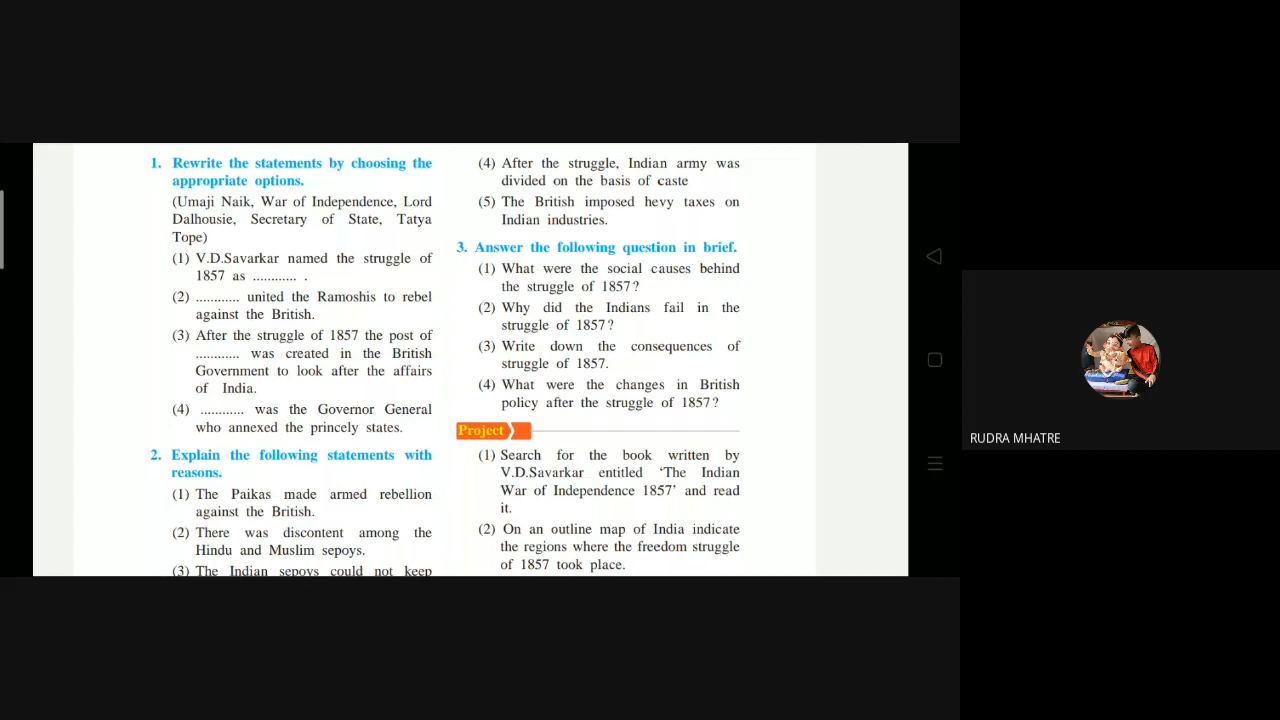 1. Rewrite the statements by choosing the
appropriate options.
(Umaji Naik, War of Independence, Lord
Dalhousie, Secretary of State, Tatya
Tope)
(1) V.D.Savarkar named the struggle of
1857 as ............ .
(2) ............ united the Ramoshis to rebel
against the British.
(3) After the struggle of 1857 the post of
............ was created in the British
Government to look after the affairs
of India.
(4) ............ was the Governor General
who annexed the princely states.
2. Explain the following statements with
reasons.
(1) The Paikas made armed rebellion
against the British.
(2) There was discontent among the
Hindu and Muslim sepoys.
(3) The Indian sepoys could not keep
(4) After the struggle, Indian army was
divided on the basis of caste
(5) The British imposed hevy taxes on
Indian industries.
3. Answer the following question in brief.
(1) What were the social causes behind
the struggle of 1857?
(2) Why did the Indians fail in the
struggle of 1857?
(3) Write down the consequences of
struggle of 1857.
(4) What were the changes in British
policy after the struggle of 1857?
Project
(1) Search for the book written by
V.D.Savarkar entitled ‘The Indian
War of Independence 1857’ and read
it.
(2) On an outline map of India indicate
the regions where the freedom struggle
of 1857 took place.
RUDRA MHATRE